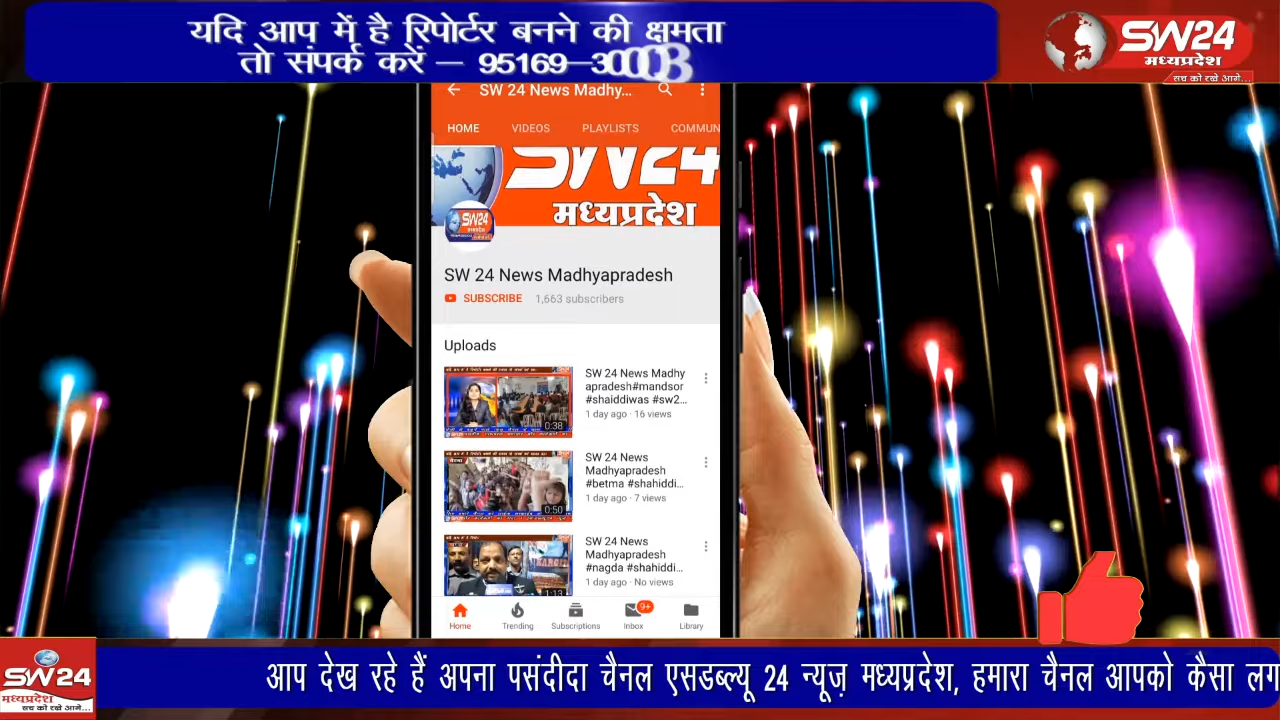 यदि आप में है रिपोर्टर बनने की क्षमता
तो संपर्क करें – 95169–30003
SW24
मध्यप्रदेश
सच को रखे आगे...
SW 24 News Madhy...
HOME VIDEOS PLAYLISTS COMMUN
SW24
मध्यप्रदेश
SW24
SW 24 News Madhyapradesh
SUBSCRIBE 1,663 subscribers
Uploads
SW 24 News Madhy
apradesh#mandsor
#shaiddiwas #sw2...
1 day ago · 16 views
0:38
SW 24 News
Madhyapradesh
#betma #shahiddi...
1 day ago · 7 views
0:50
SW 24 News
Madhyapradesh
#nagda #shahiddi...
1 day ago · No views
1:13
9+
Home Trending Subscriptions Inbox Library
SW24
मध्यप्रदेश
सच को रखे आगे...
आप देख रहे हैं अपना पसंदीदा चैनल एसडब्ल्यू 24 न्यूज़ मध्यप्रदेश, हमारा चैनल आपको कैसा लग